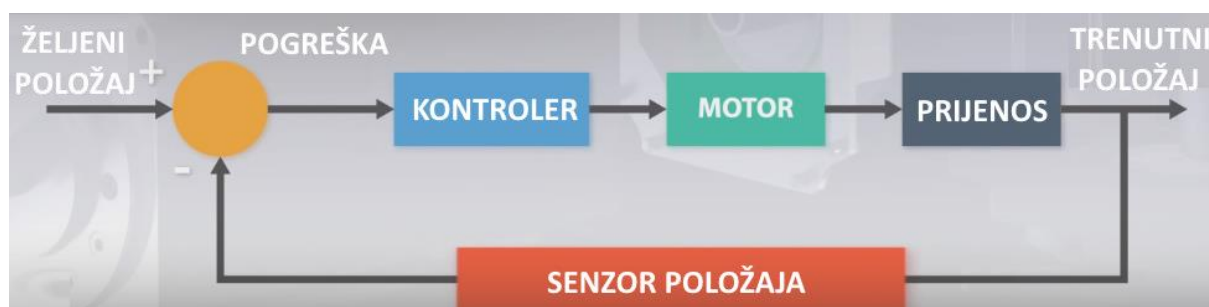 ŽELJENI
POLOŽAJ
+
POGREŠKA
-
KONTROLER
MOTOR
PRIJENOS
TRENUTNI
POLOŽAJ
SENZOR POLOŽAJA